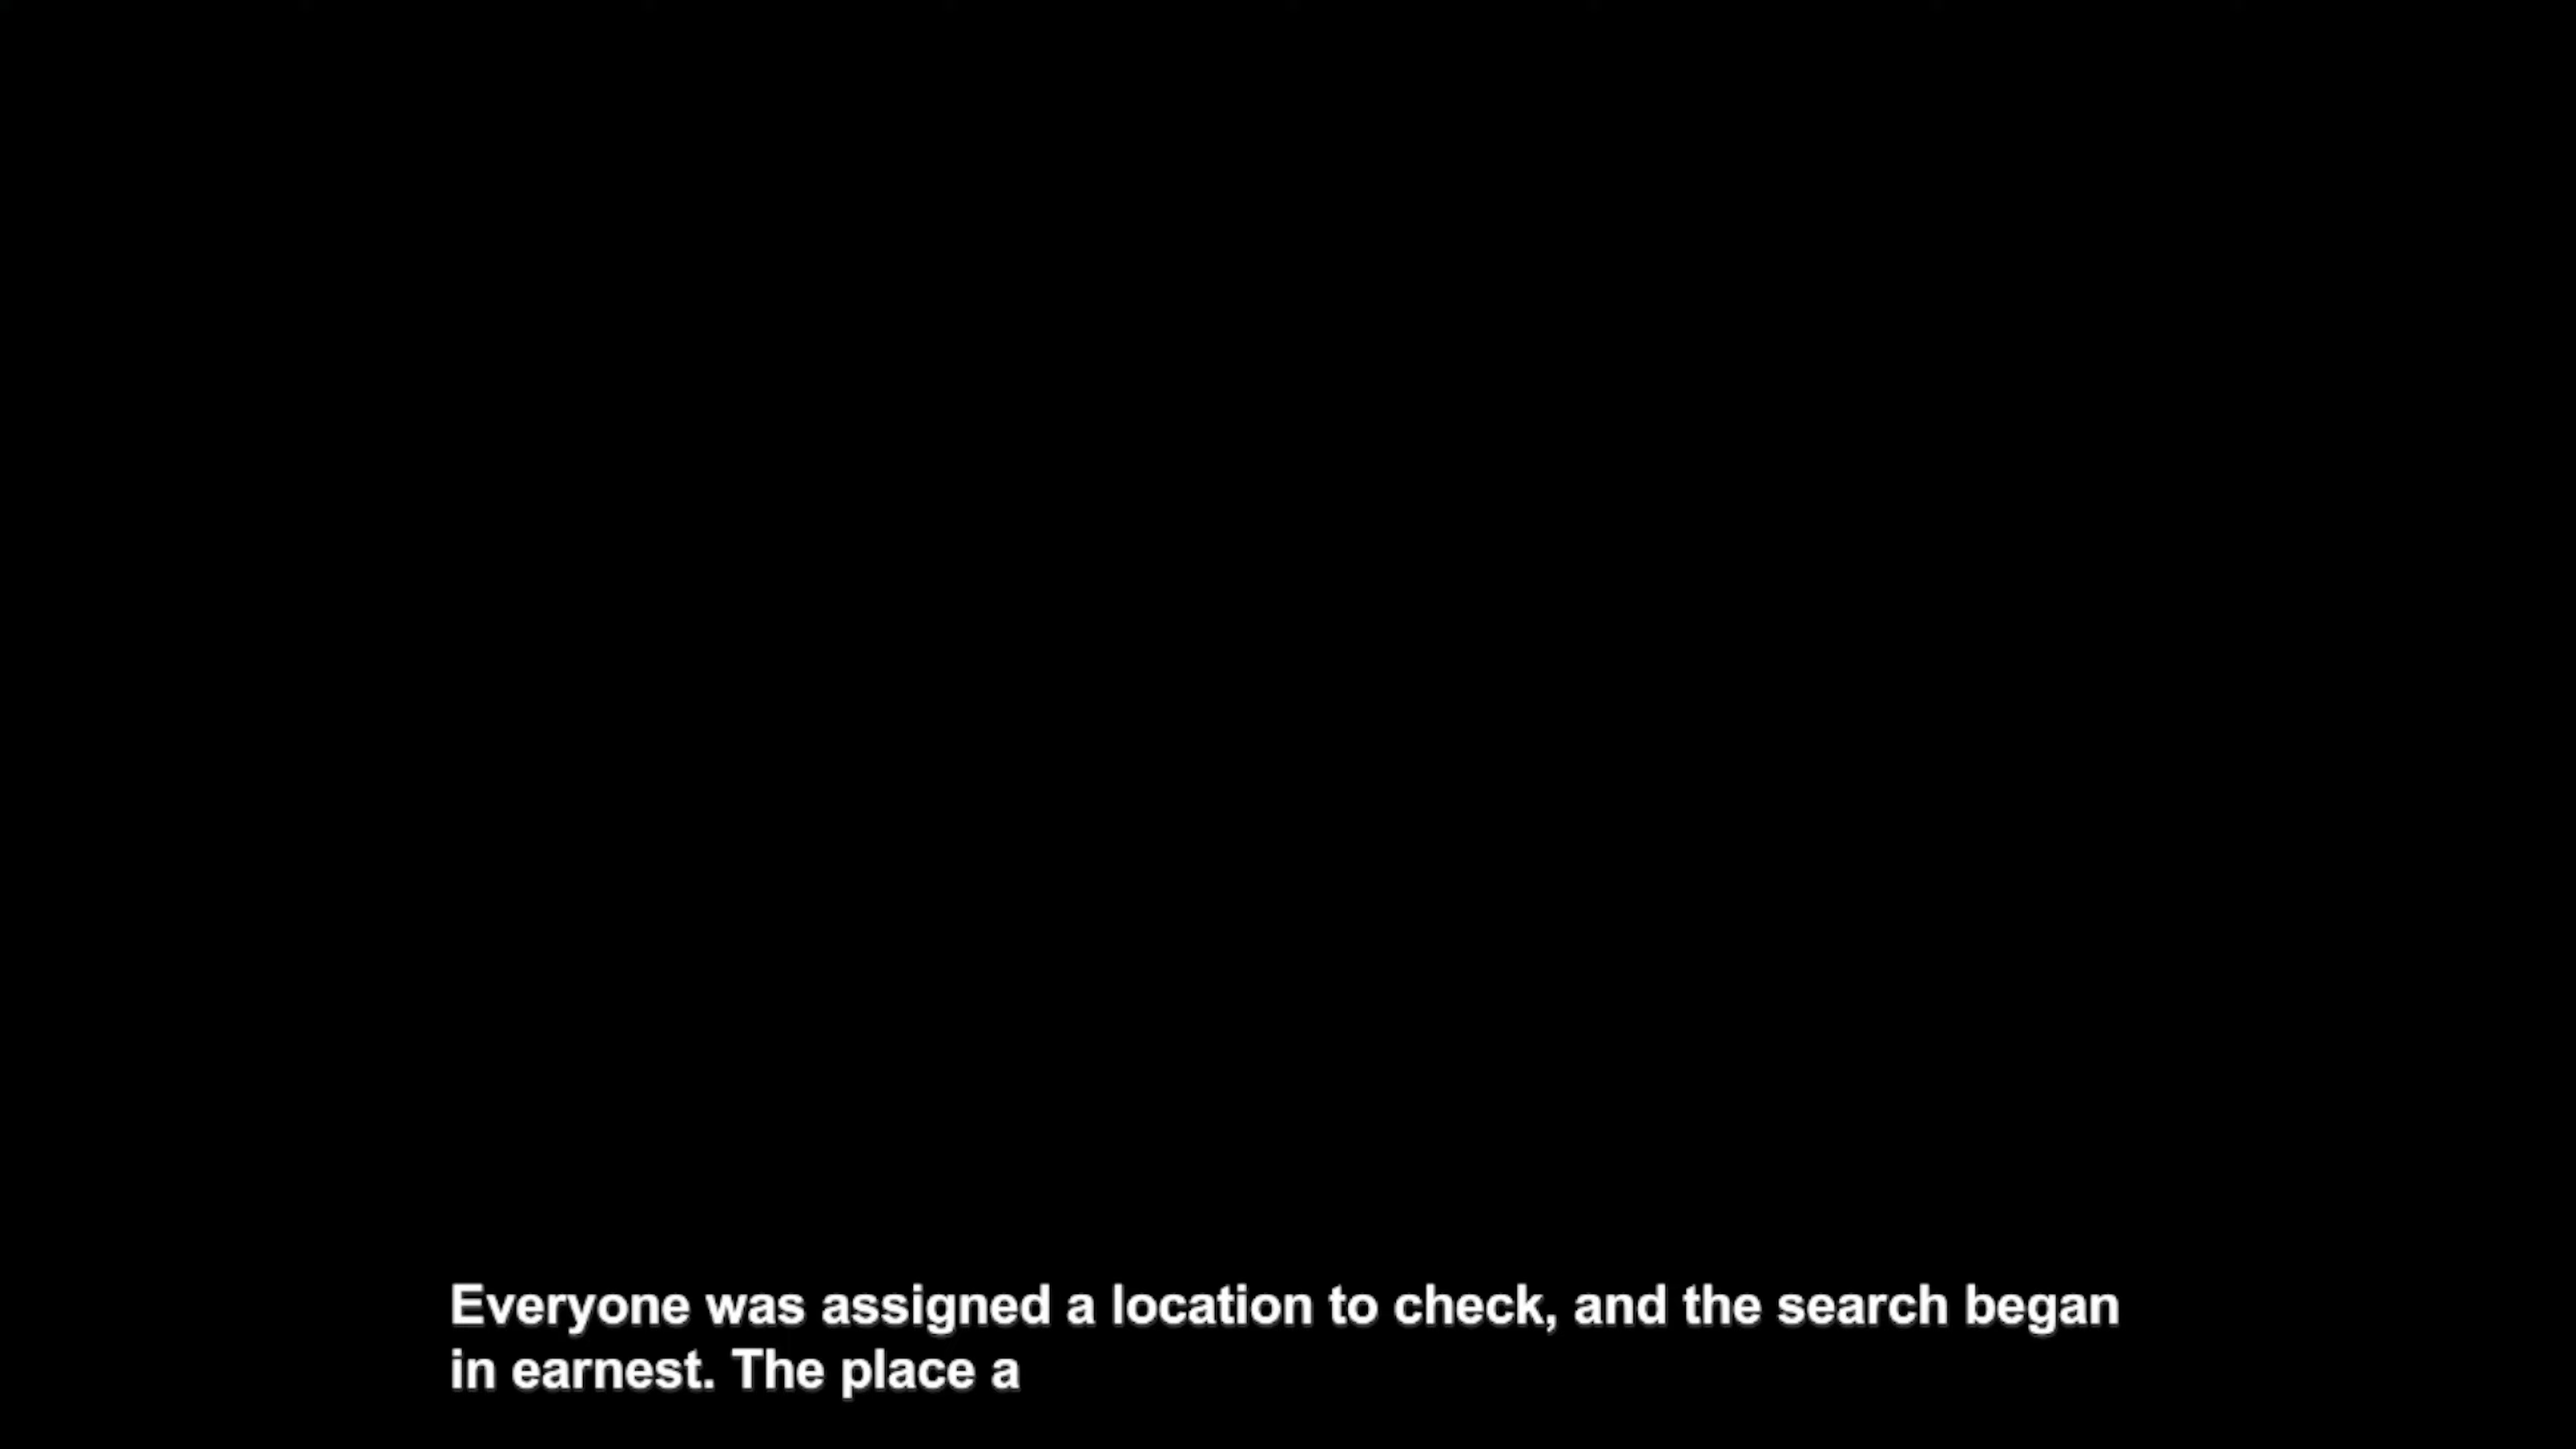 Everyone was assigned a location to check, and the search began
in earnest. The place a